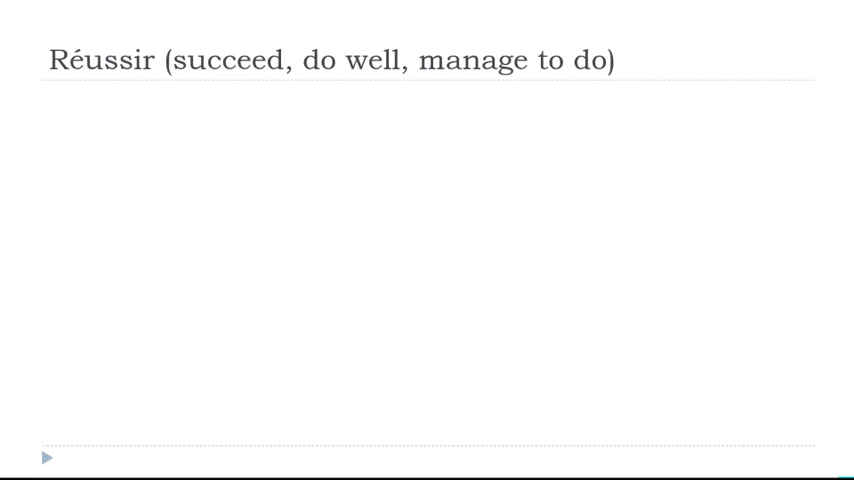 Réussir (succeed, do well, manage to do)